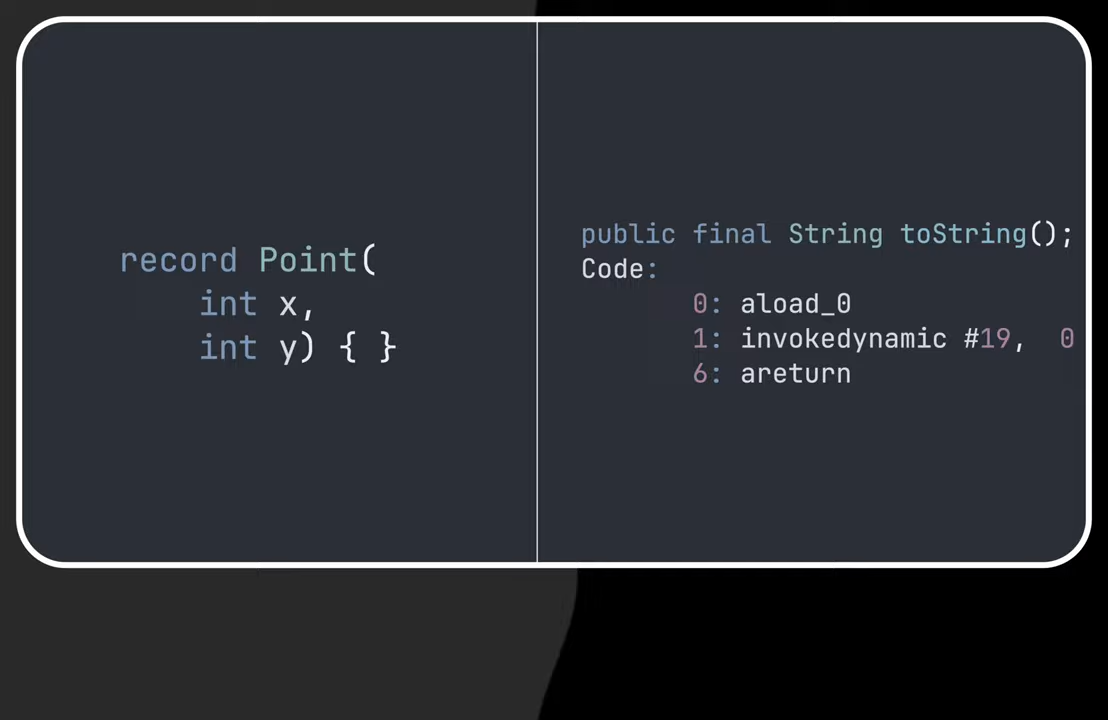 record Point(
    int x,
    int y) { }
public final String toString();
Code:
       0: aload_0
       1: invokedynamic #19,  0
       6: areturn